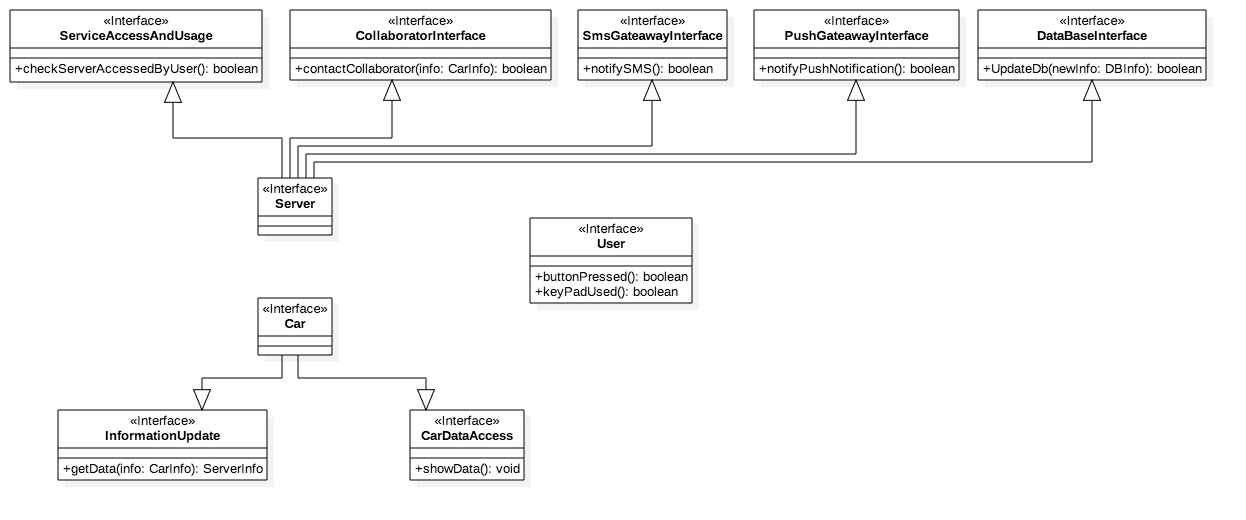 «Interface»
ServiceAccessAndUsage
+checkServerAccessedByUser(): boolean
«Interface»
CollaboratorInterface
+contactCollaborator(info: CarInfo): boolean
«Interface»
SmsGateawayInterface
+notifySMS(): boolean
«Interface»
PushGateawayInterface
+notifyPushNotification(): boolean
«Interface»
DataBaseInterface
+UpdateDb(newInfo: DBInfo): boolean
«Interface»
Server
«Interface»
User
+buttonPressed(): boolean
+keyPadUsed(): boolean
«Interface»
Car
«Interface»
InformationUpdate
+getData(info: CarInfo): ServerInfo
«Interface»
CarDataAccess
+showData(): void